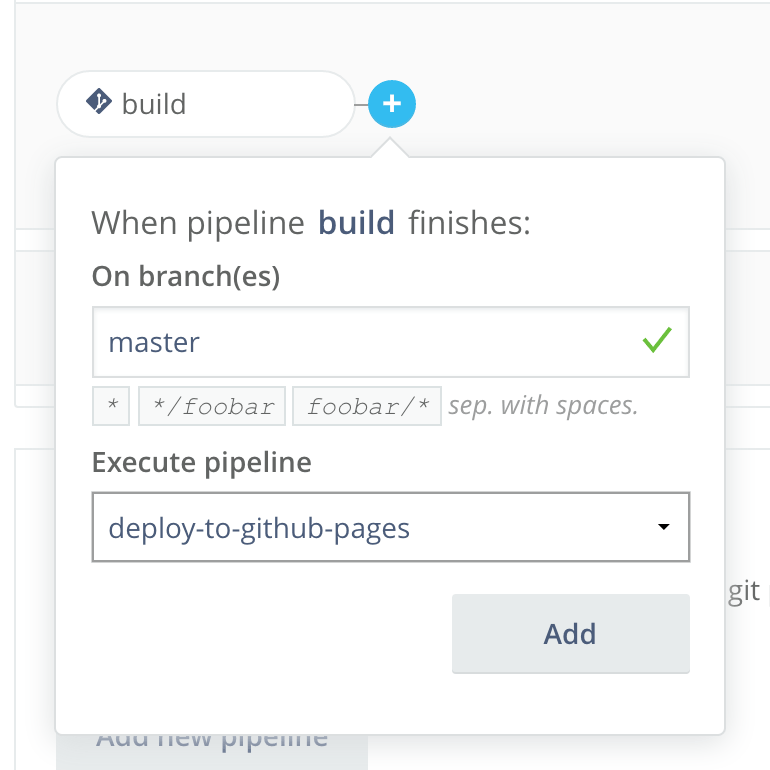 build
+
When pipeline build finishes:
On branch(es)
master
* */foobar foobar/* sep. with spaces.
Execute pipeline
deploy-to-github-pages
git
Add
Add new pipeline